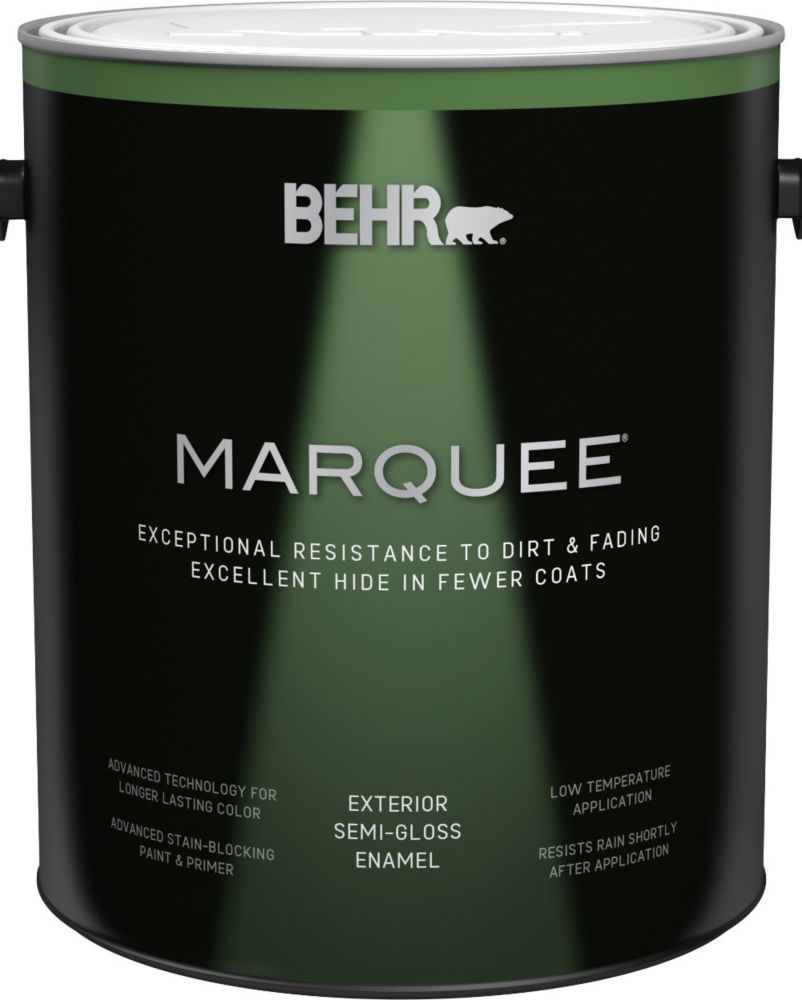 BEHR®
MARQUEE®
EXCEPTIONAL RESISTANCE TO DIRT & FADING
EXCELLENT HIDE IN FEWER COATS
ADVANCED TECHNOLOGY FOR
LONGER LASTING COLOR
ADVANCED STAIN-BLOCKING
PAINT & PRIMER
EXTERIOR
SEMI-GLOSS
ENAMEL
LOW TEMPERATURE
APPLICATION
RESISTS RAIN SHORTLY
AFTER APPLICATION